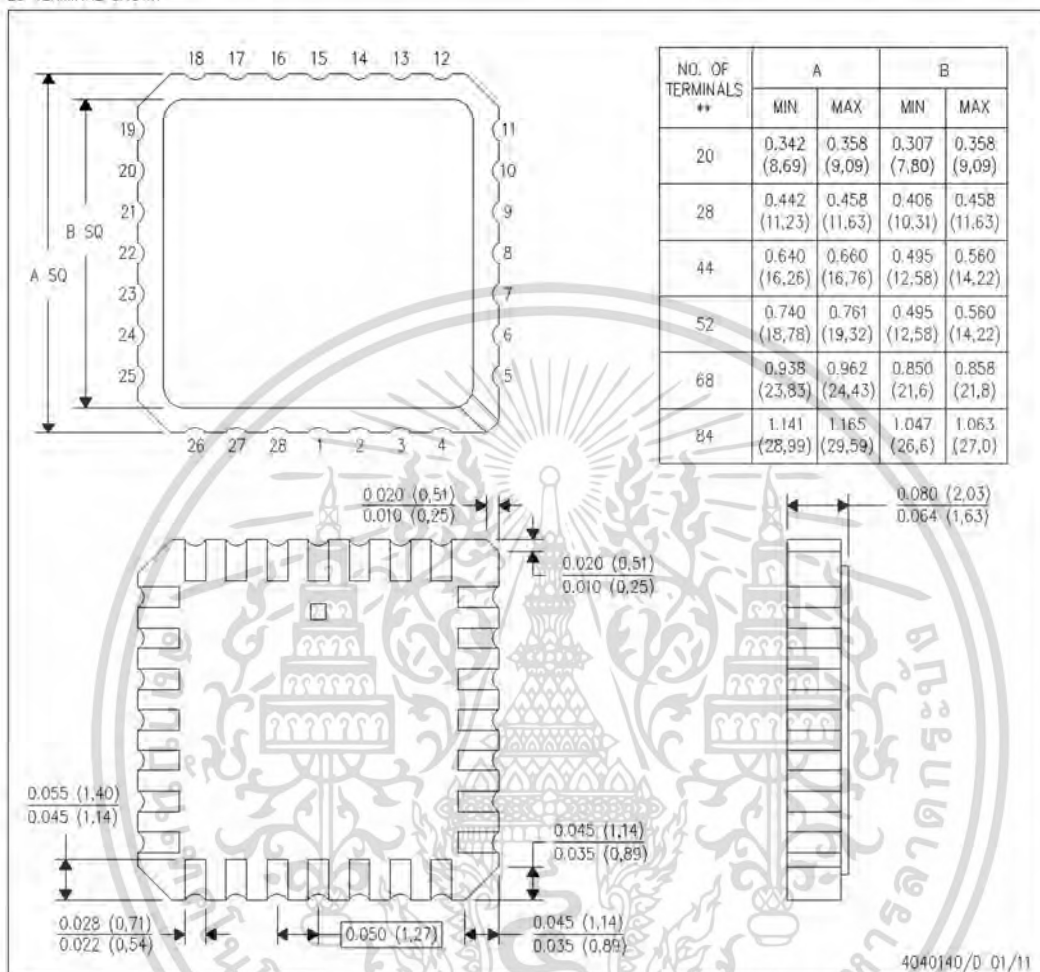 18 17 16 15 14 13 12
19
20
21
22
23
24
25
11
10
9
8
7
6
5
26 27 28 1 2 3 4
A SQ
B SQ
NO. OF TERMINALS ** A B
MIN MAX MIN MAX
20 0.342 (8,69) 0.358 (9,09) 0.307 (7,80) 0.358 (9,09)
28 0.442 (11,23) 0.458 (11,63) 0.406 (10,31) 0.458 (11,63)
44 0.640 (16,26) 0.660 (16,76) 0.495 (12,58) 0.560 (14,22)
52 0.740 (18,78) 0.761 (19,32) 0.495 (12,58) 0.560 (14,22)
68 0.938 (23,83) 0.962 (24,43) 0.850 (21,6) 0.858 (21,8)
84 1.141 (28,99) 1.165 (29,59) 1.047 (26,6) 1.063 (27,0)
0.020 (0,51)
0.010 (0,25)
0.020 (0,51)
0.010 (0,25)
0.080 (2,03)
0.064 (1,63)
0.055 (1,40)
0.045 (1,14)
0.045 (1,14)
0.035 (0,89)
0.028 (0,71)
0.022 (0,54)
0.050 (1,27)
0.045 (1,14)
0.035 (0,89)
4040140/D 01/11